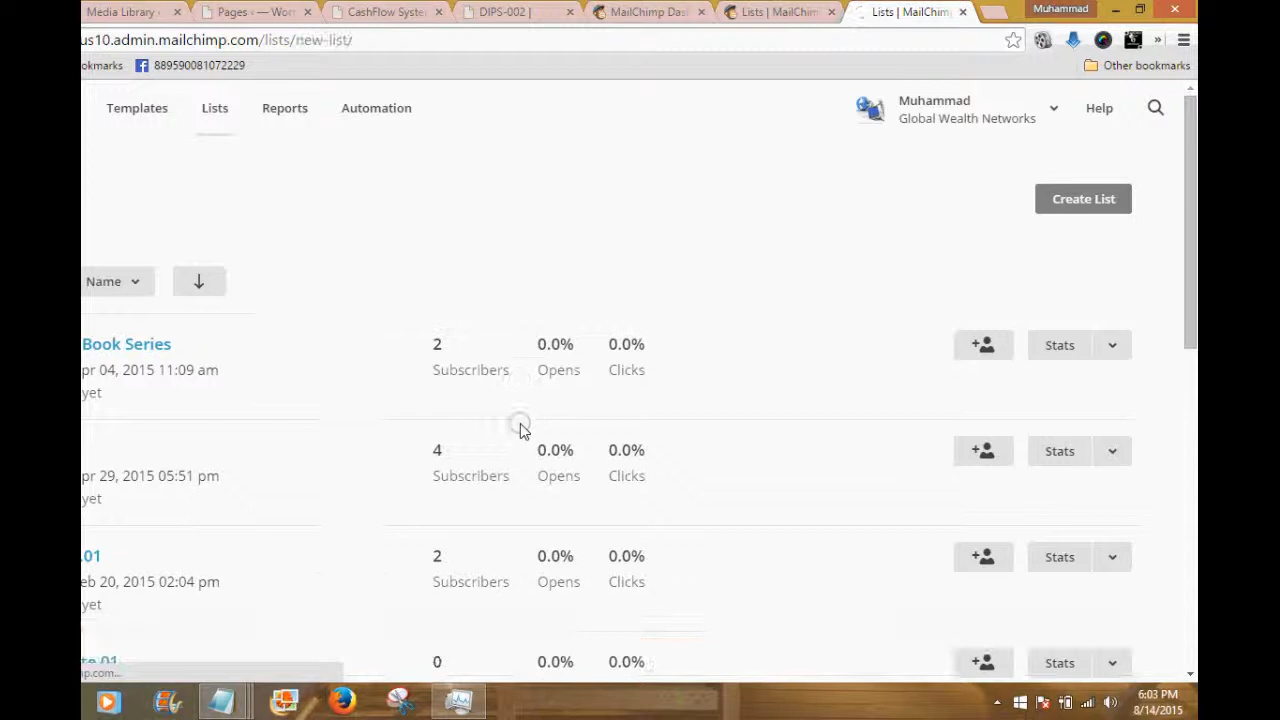 Media Library
Pages ‹ — Wor
CashFlow Syste
DIPS-002 |
MailChimp Das
Lists | MailChim
Lists | MailChimp
Muhammad
us10.admin.mailchimp.com/lists/new-list/
okmarks
889590081072229
»
Other bookmarks
Templates
Lists
Reports
Automation
Muhammad
Global Wealth Networks
Help
Create List
Name
Book Series
pr 04, 2015 11:09 am
yet
2
Subscribers
0.0%
Opens
0.0%
Clicks
Stats
pr 29, 2015 05:51 pm
yet
4
Subscribers
0.0%
Opens
0.0%
Clicks
Stats
.01
eb 20, 2015 02:04 pm
yet
2
Subscribers
0.0%
Opens
0.0%
Clicks
Stats
te 01
0
0.0%
0.0%
Stats
mp.com...
6:03 PM
8/14/2015